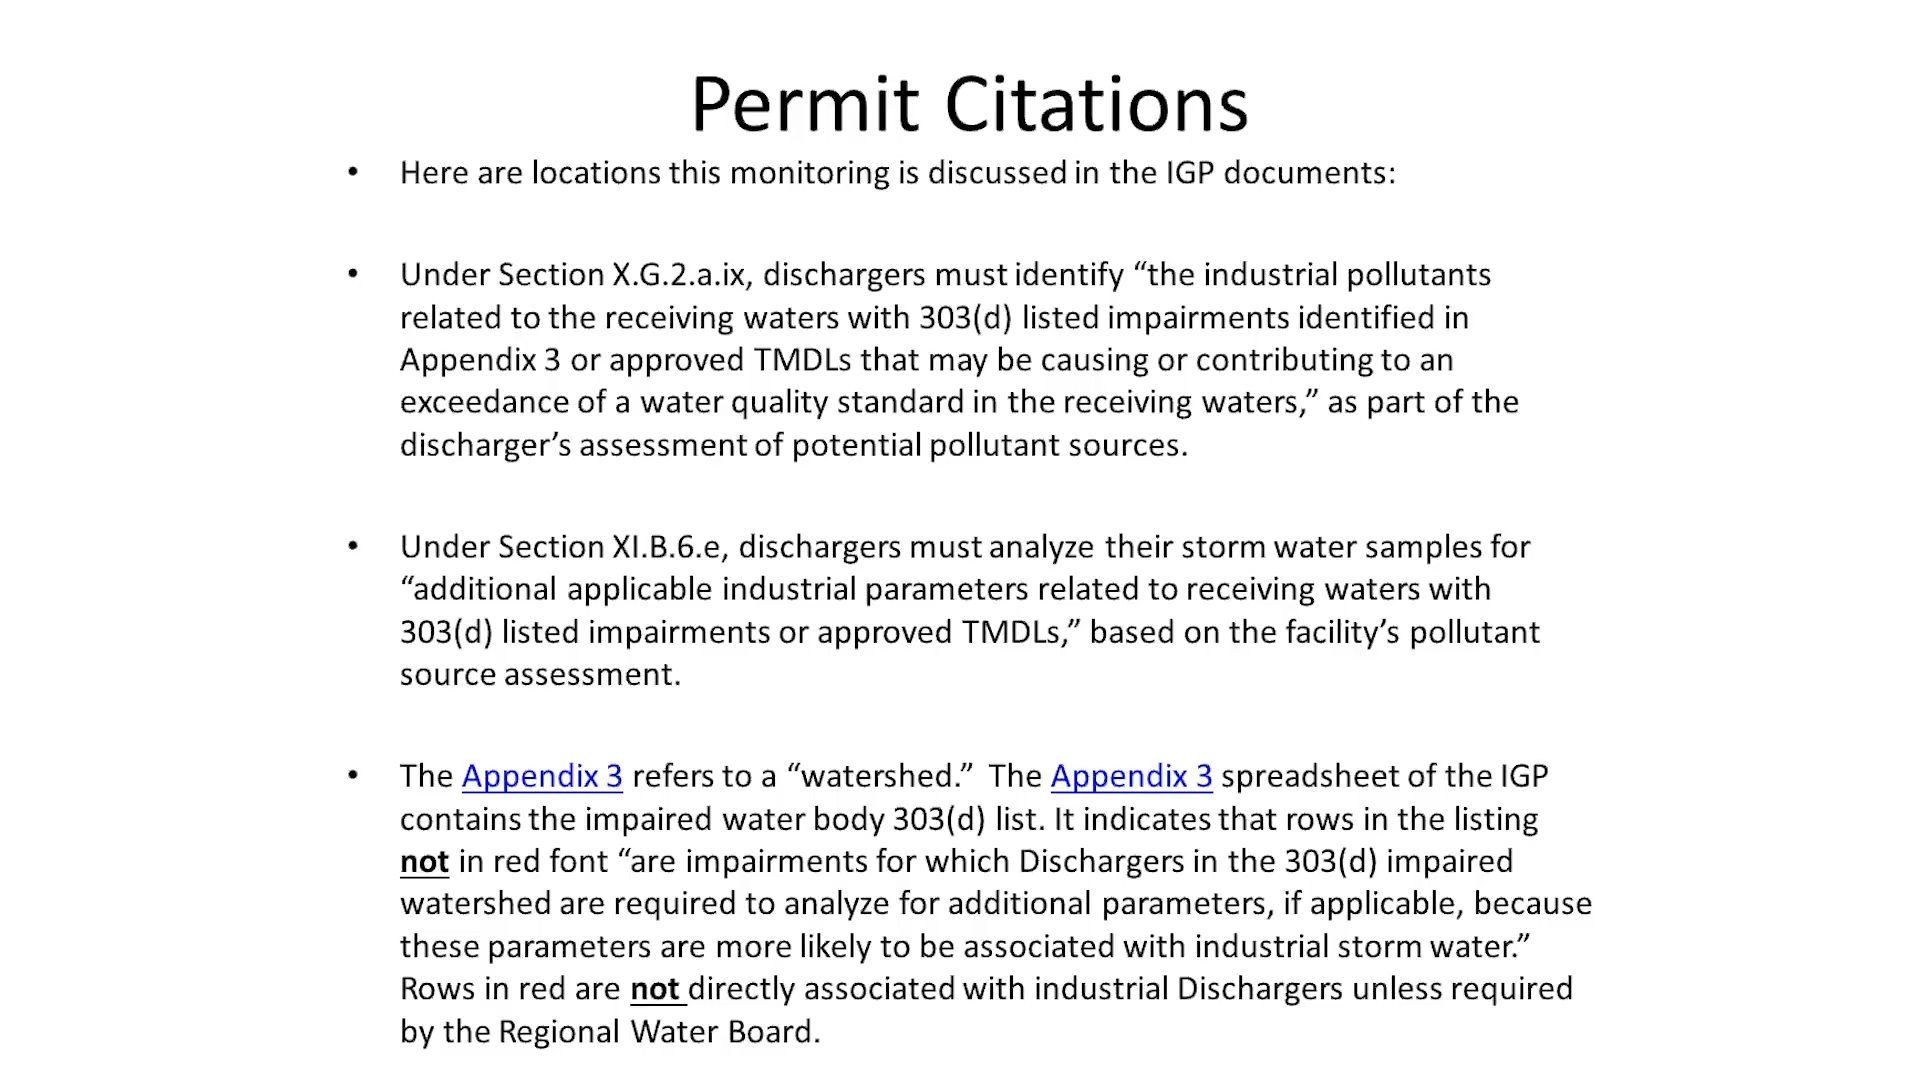 Permit Citations
• Here are locations this monitoring is discussed in the IGP documents:
• Under Section X.G.2.a.ix, dischargers must identify “the industrial pollutants
related to the receiving waters with 303(d) listed impairments identified in
Appendix 3 or approved TMDLs that may be causing or contributing to an
exceedance of a water quality standard in the receiving waters,” as part of the
discharger’s assessment of potential pollutant sources.
• Under Section XI.B.6.e, dischargers must analyze their storm water samples for
“additional applicable industrial parameters related to receiving waters with
303(d) listed impairments or approved TMDLs,” based on the facility’s pollutant
source assessment.
• The Appendix 3 refers to a “watershed.” The Appendix 3 spreadsheet of the IGP
contains the impaired water body 303(d) list. It indicates that rows in the listing
not in red font “are impairments for which Dischargers in the 303(d) impaired
watershed are required to analyze for additional parameters, if applicable, because
these parameters are more likely to be associated with industrial storm water.”
Rows in red are not directly associated with industrial Dischargers unless required
by the Regional Water Board.